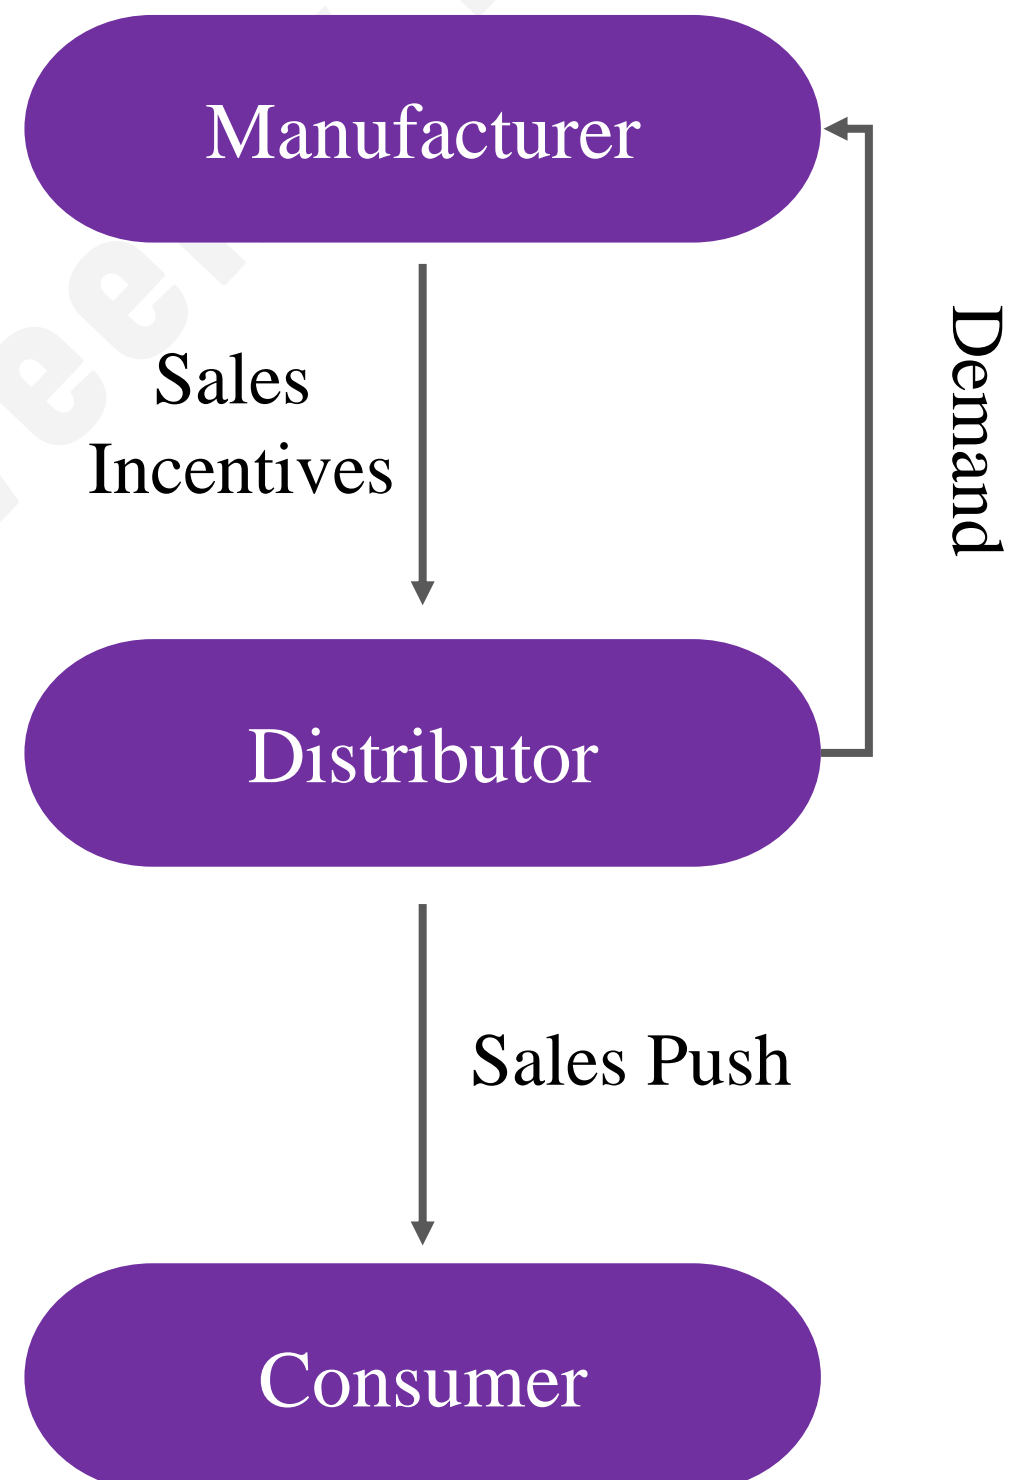 Manufacturer
Sales
Incentives
Demand
Distributor
Sales Push
Consumer